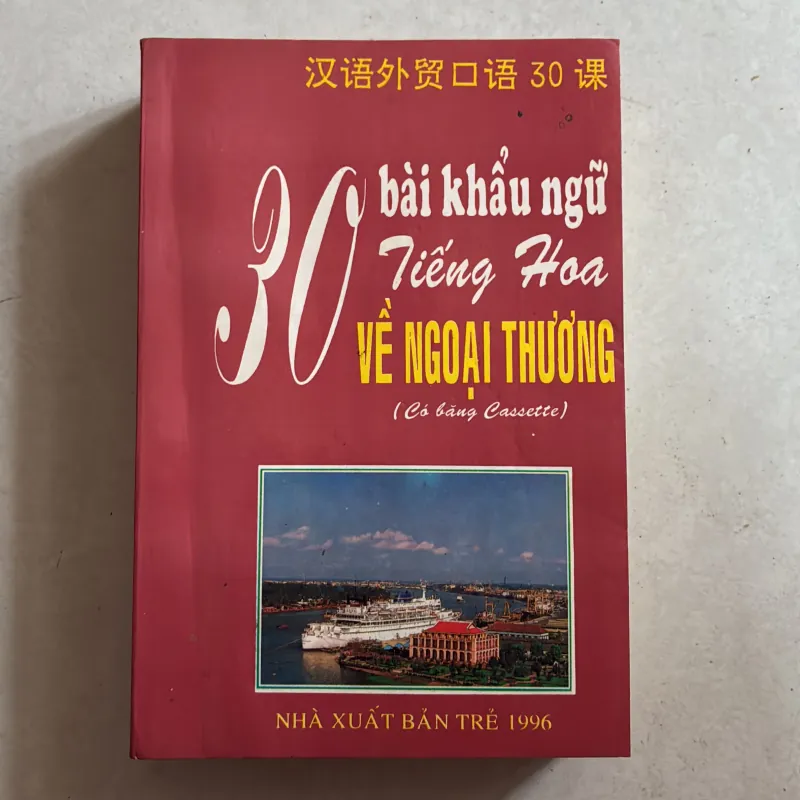 汉语外贸口语 30 课
30 bài khẩu ngữ
Tiếng Hoa
VỀ NGOẠI THƯƠNG
(Có băng Cassette)
NHÀ XUẤT BẢN TRẺ 1996